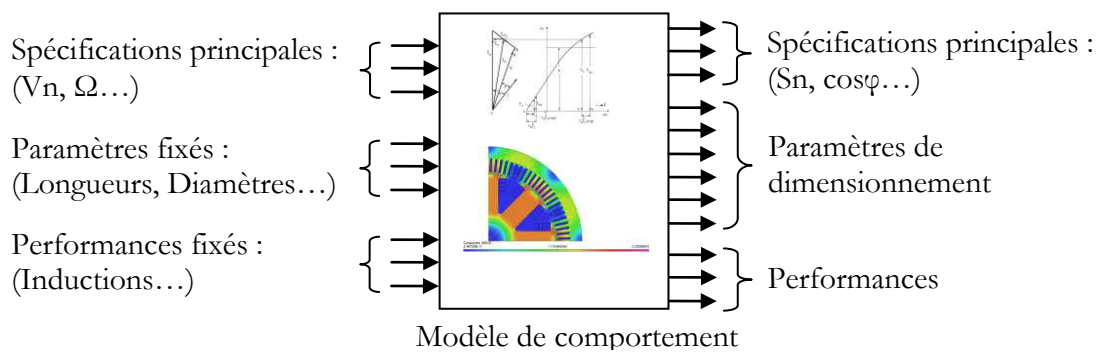 Spécifications principales :
(Vn, Ω…)
Paramètres fixés :
(Longueurs, Diamètres…)
Performances fixés :
(Inductions…)
Spécifications principales :
(Sn, cosφ…)
Paramètres de
dimensionnement
Performances
Modèle de comportement